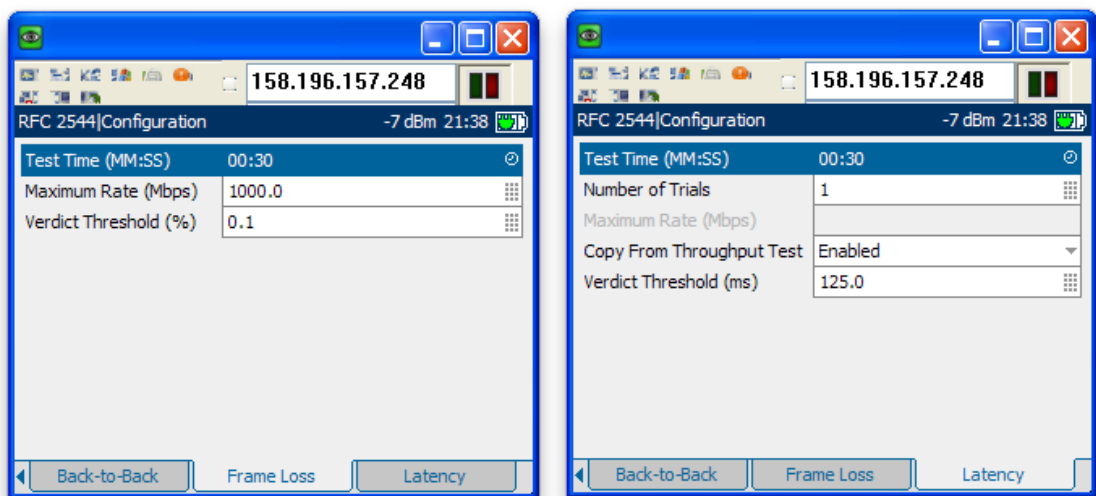 158.196.157.248
RFC 2544|Configuration -7 dBm 21:38
Test Time (MM:SS) 00:30
Maximum Rate (Mbps) 1000.0
Verdict Threshold (%) 0.1
Back-to-Back Frame Loss Latency
158.196.157.248
RFC 2544|Configuration -7 dBm 21:38
Test Time (MM:SS) 00:30
Number of Trials 1
Maximum Rate (Mbps)
Copy From Throughput Test Enabled
Verdict Threshold (ms) 125.0
Back-to-Back Frame Loss Latency